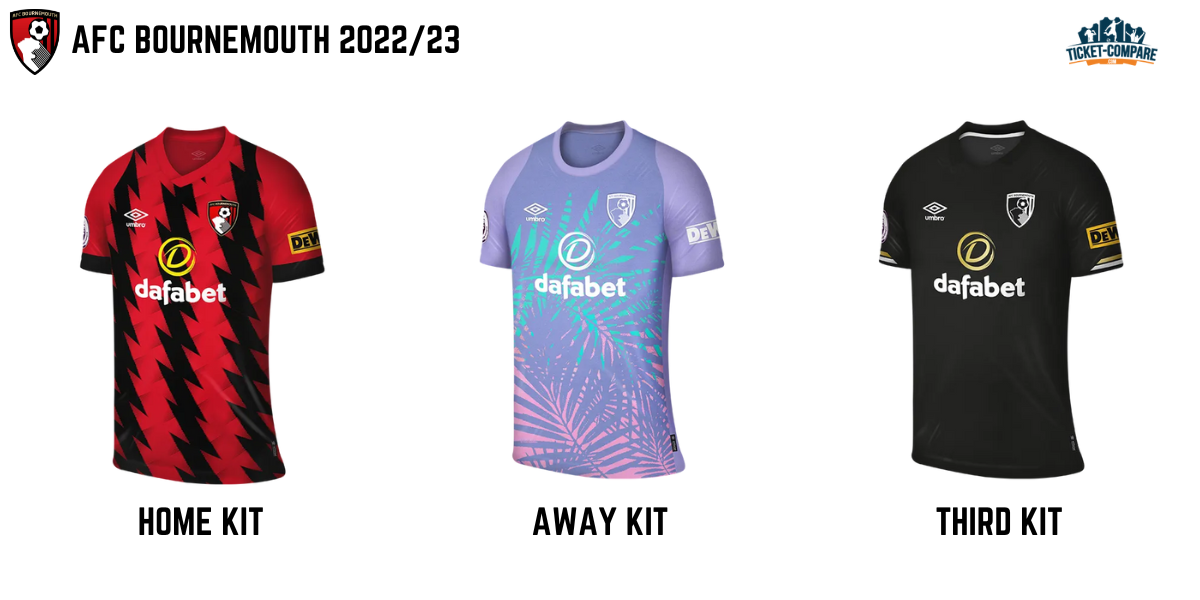 AFC BOURNEMOUTH
AFC BOURNEMOUTH 2022/23
TICKET-COMPARE
.COM
umbro
DeW
dafabet
umbro
DeW
dafabet
umbro
DeW
dafabet
HOME KIT
AWAY KIT
THIRD KIT